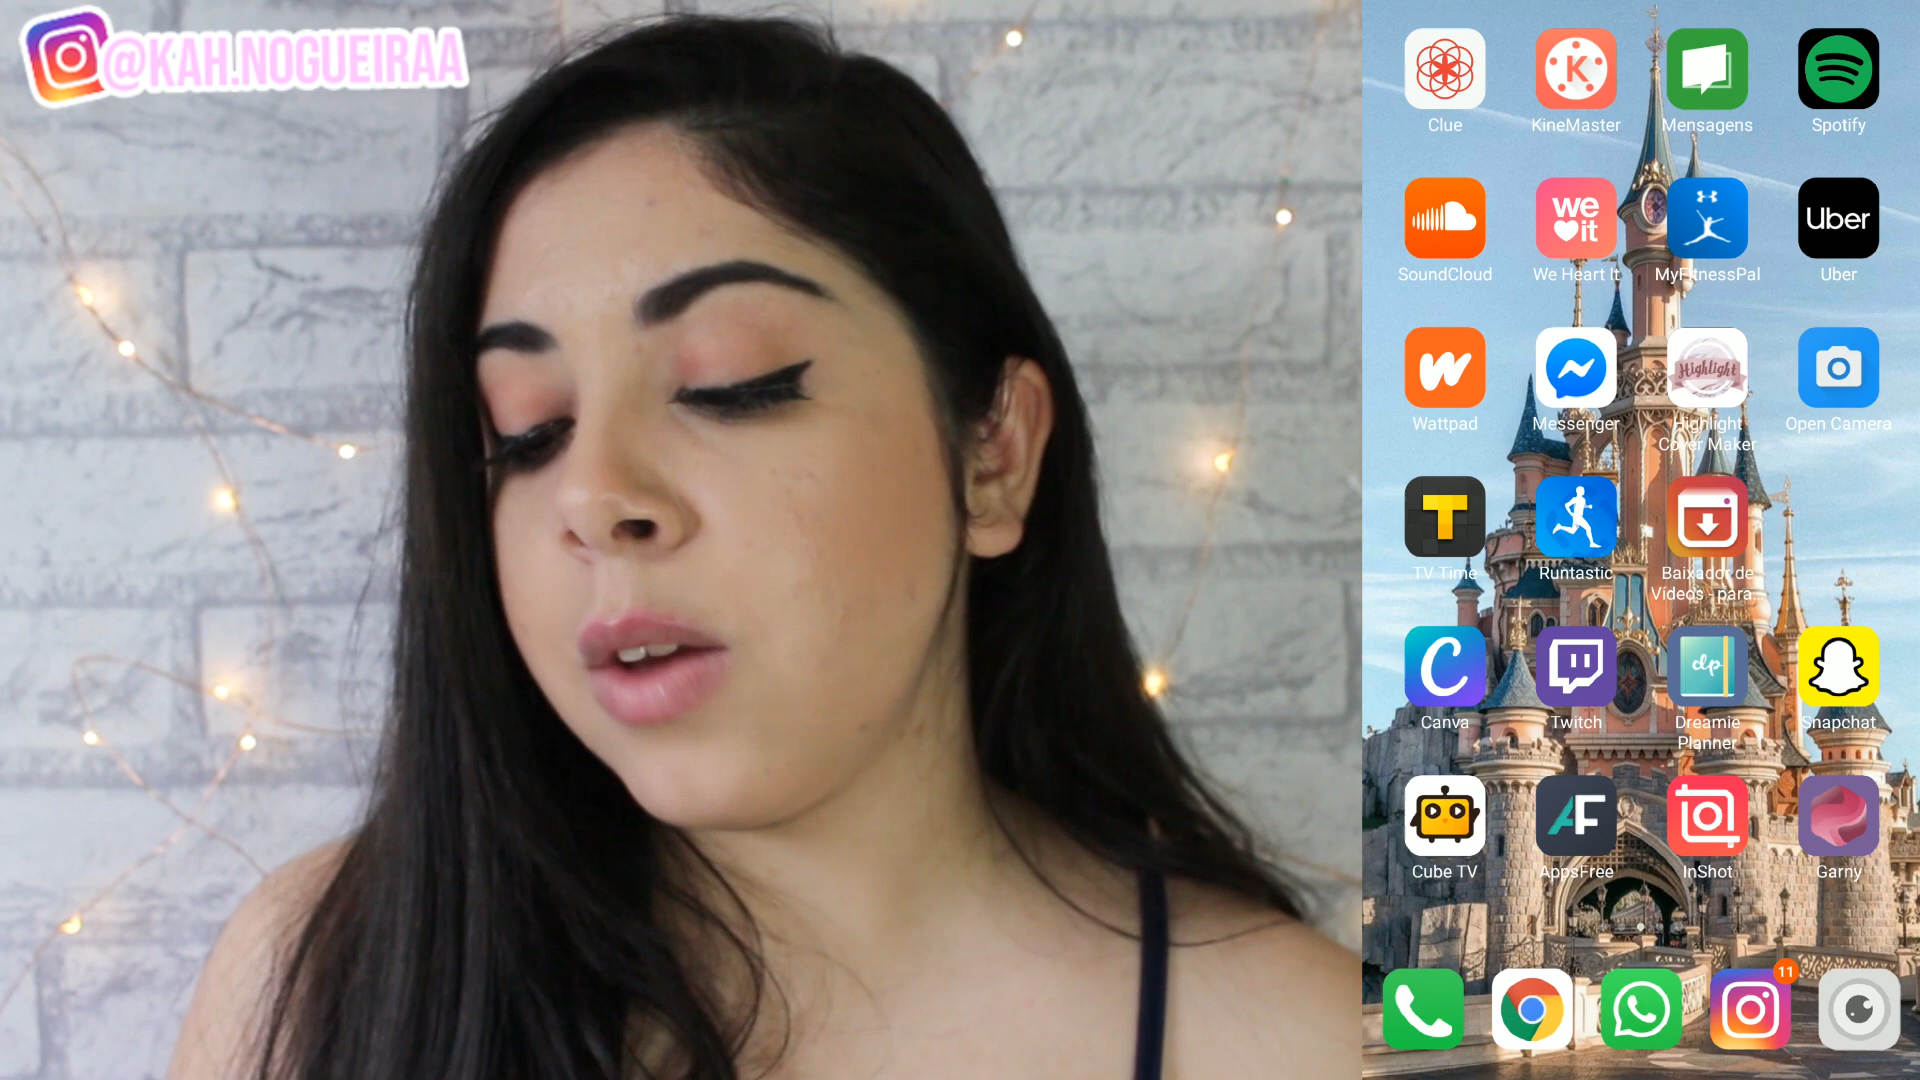 @KAH.NOGUEIRAA
Clue
K
KineMaster
Mensagens
Spotify
SoundCloud
we
it
We Heart It
MyFitnessPal
Uber
Uber
Wattpad
Messenger
Highlight
Highlight
Cover Maker
Open Camera
T
TV Time
Runtastic
Baixador de
Vídeos - para...
C
Canva
Twitch
dp
Dreamie
Planner
Snapchat
Cube TV
AF
AppsFree
InShot
Garny
11